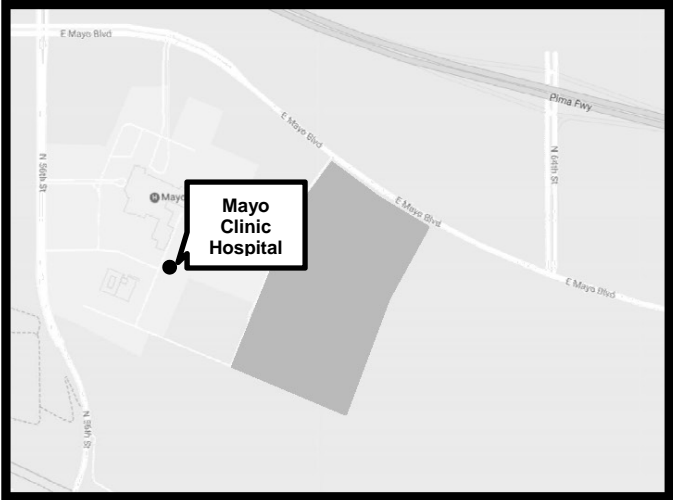 E Mayo Blvd
Pima Fwy
E Mayo Blvd
N 64th St
N 56th St
Mayo
Mayo
Clinic
Hospital
E Mayo Blvd
E Mayo Blvd
N 56th St